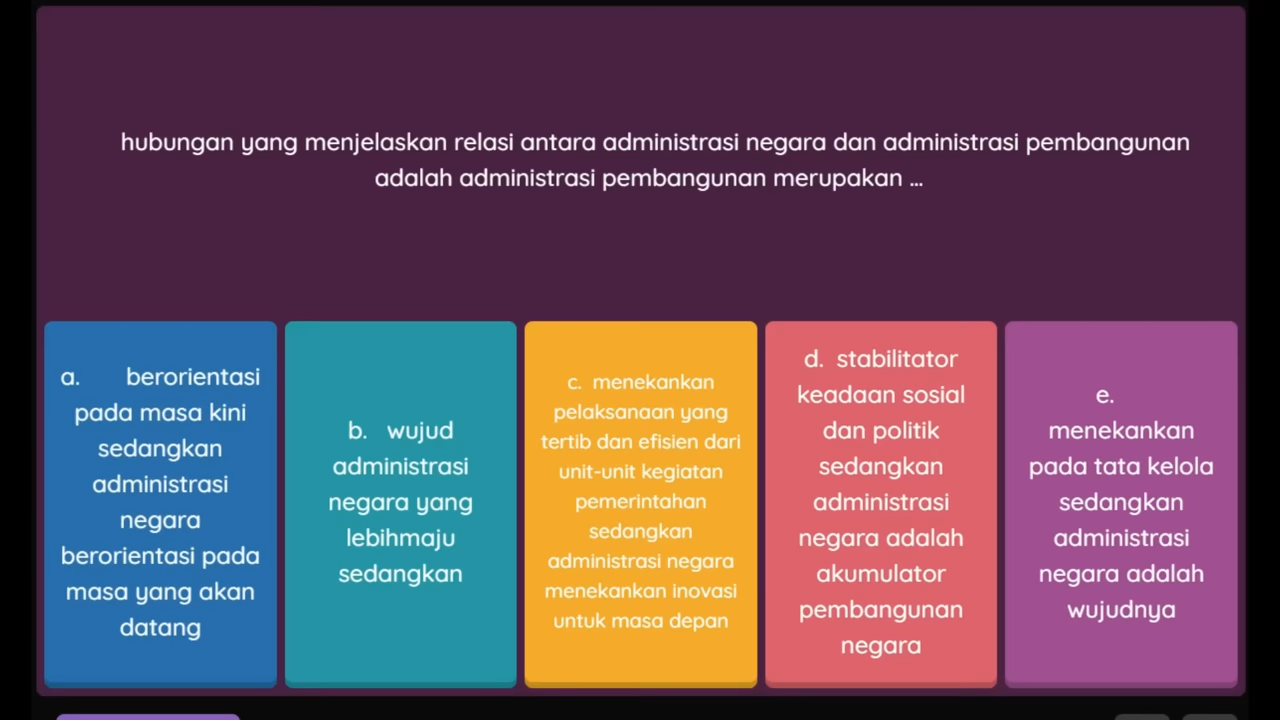 hubungan yang menjelaskan relasi antara administrasi negara dan administrasi pembangunan
adalah administrasi pembangunan merupakan ...
a. berorientasi
pada masa kini
sedangkan
administrasi
negara
berorientasi pada
masa yang akan
datang
b. wujud
administrasi
negara yang
lebihmaju
sedangkan
c. menekankan
pelaksanaan yang
tertib dan efisien dari
unit-unit kegiatan
pemerintahan
sedangkan
administrasi negara
menekankan inovasi
untuk masa depan
d. stabilitator
keadaan sosial
dan politik
sedangkan
administrasi
negara adalah
akumulator
pembangunan
negara
e.
menekankan
pada tata kelola
sedangkan
administrasi
negara adalah
wujudnya